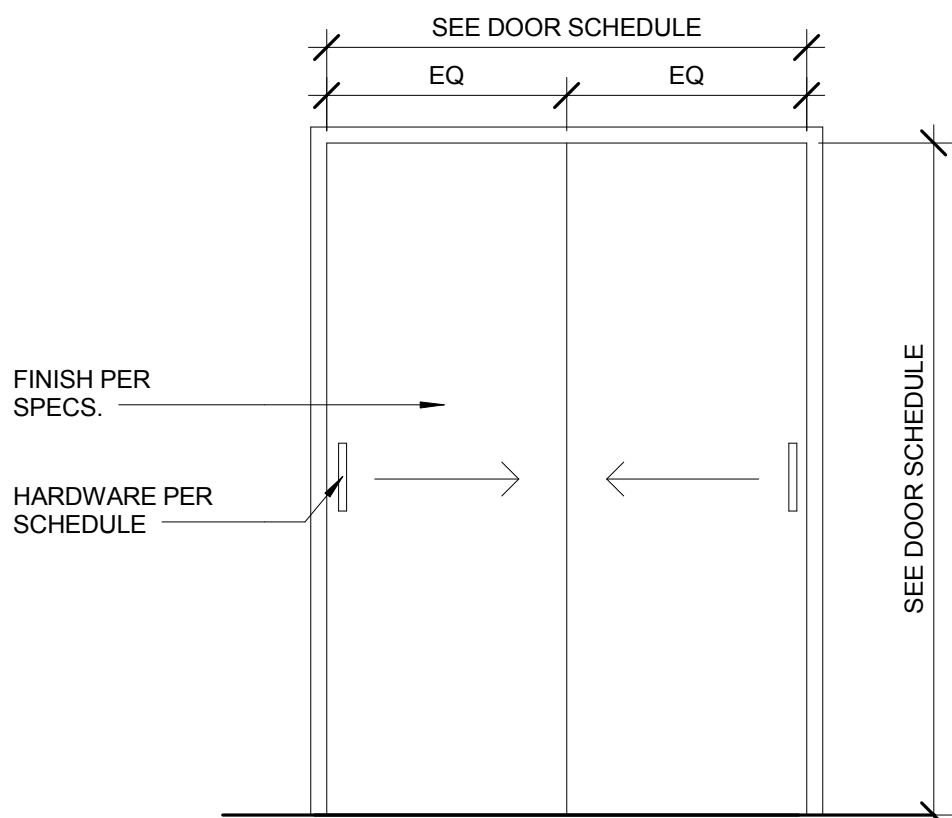 SEE DOOR SCHEDULE
EQ
EQ
FINISH PER
SPECS.
HARDWARE PER
SCHEDULE
SEE DOOR SCHEDULE